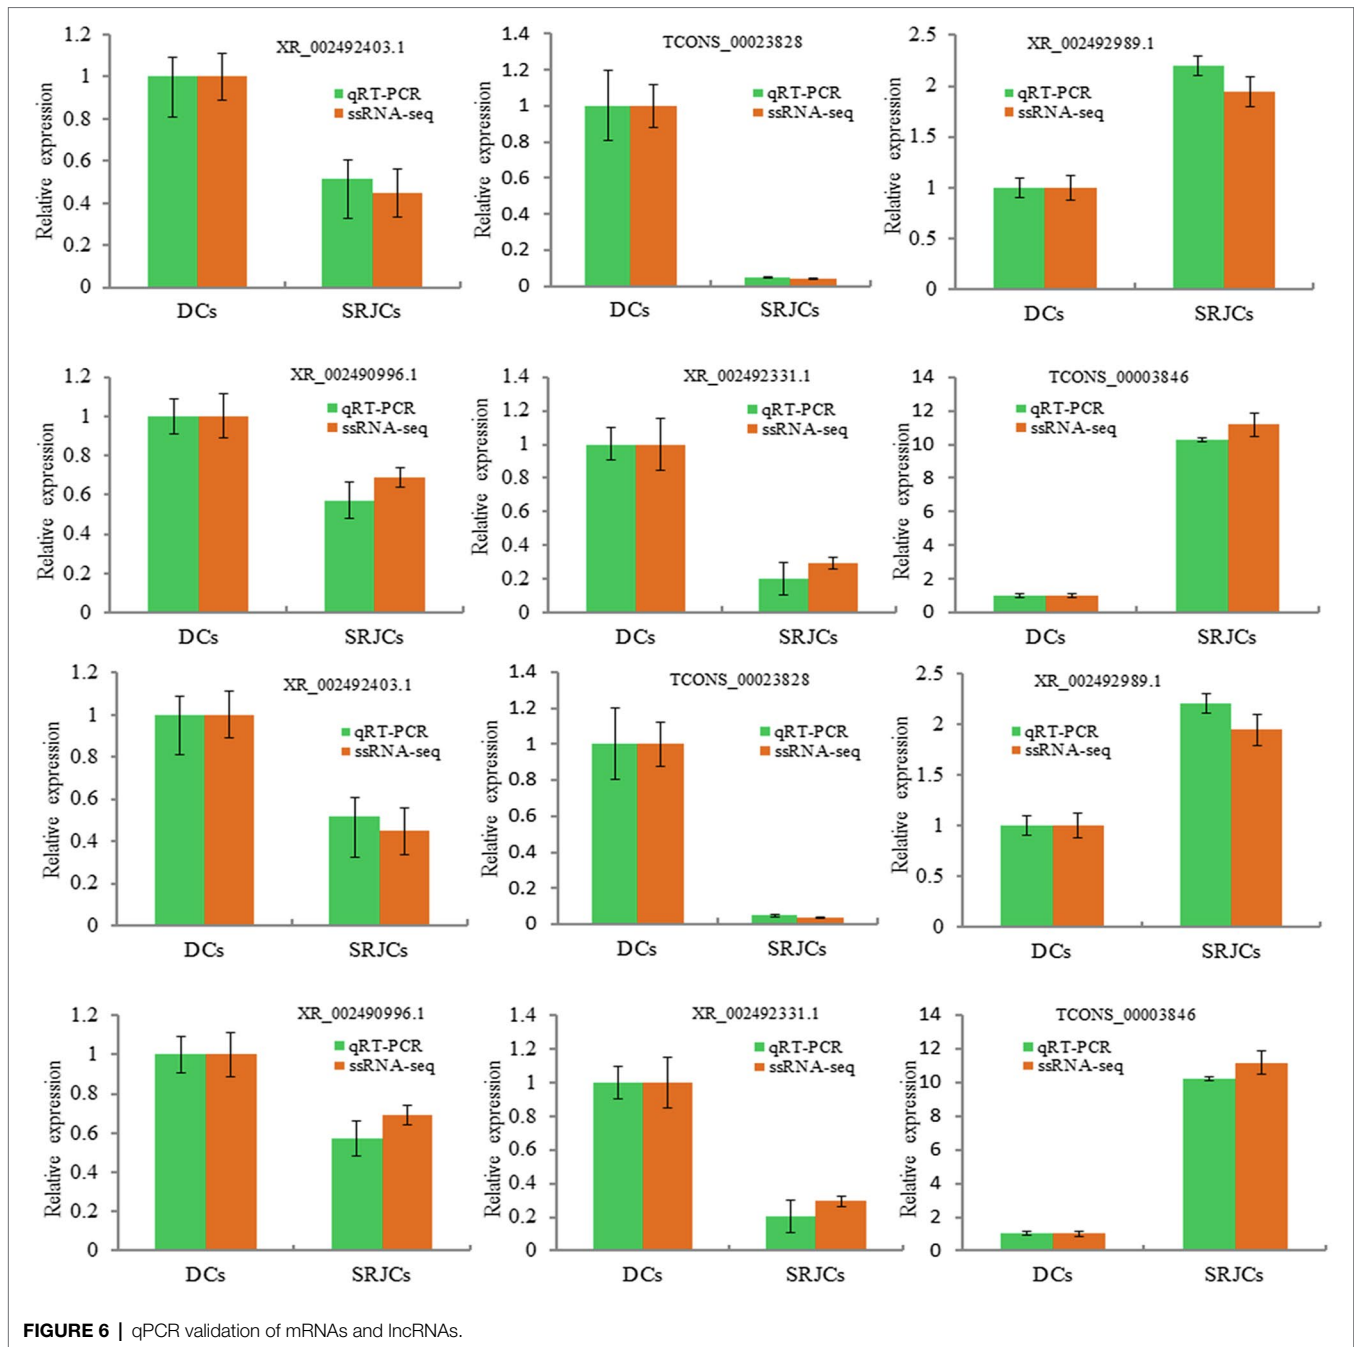 XR_002492403.1
qRT-PCR
ssRNA-seq
Relative expression
1.2
1
0.8
0.6
0.4
0.2
0
DCs SRJCs
TCONS_00023828
qRT-PCR
ssRNA-seq
Relative expression
1.4
1.2
1
0.8
0.6
0.4
0.2
0
DCs SRJCs
XR_002492989.1
qRT-PCR
ssRNA-seq
Relative expression
2.5
2
1.5
1
0.5
0
DCs SRJCs
XR_002490996.1
qRT-PCR
ssRNA-seq
Relative expression
1.2
1
0.8
0.6
0.4
0.2
0
DCs SRJCs
XR_002492331.1
qRT-PCR
ssRNA-seq
Relative expression
1.4
1.2
1
0.8
0.6
0.4
0.2
0
DCs SRJCs
TCONS_00003846
qRT-PCR
ssRNA-seq
Relative expression
14
12
10
8
6
4
2
0
DCs SRJCs
XR_002492403.1
qRT-PCR
ssRNA-seq
Relative expression
1.2
1
0.8
0.6
0.4
0.2
0
DCs SRJCs
TCONS_00023828
qRT-PCR
ssRNA-seq
Relative expression
1.4
1.2
1
0.8
0.6
0.4
0.2
0
DCs SRJCs
XR_002492989.1
qRT-PCR
ssRNA-seq
Relative expression
2.5
2
1.5
1
0.5
0
DCs SRJCs
XR_002490996.1
qRT-PCR
ssRNA-seq
Relative expression
1.2
1
0.8
0.6
0.4
0.2
0
DCs SRJCs
XR_002492331.1
qRT-PCR
ssRNA-seq
Relative expression
1.4
1.2
1
0.8
0.6
0.4
0.2
0
DCs SRJCs
TCONS_00003846
qRT-PCR
ssRNA-seq
Relative expression
14
12
10
8
6
4
2
0
DCs SRJCs
FIGURE 6 | qPCR validation of mRNAs and lncRNAs.